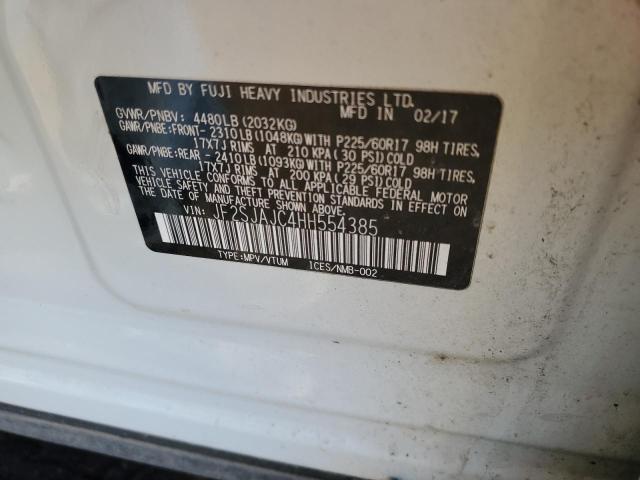 MFD BY FUJI HEAVY INDUSTRIES LTD.
MFD IN 02/17
GVWR/PNBV: 4480LB(2032KG)
GAWR/PNBE:FRONT- 2310LB(1048KG)WITH P225/60R17 98H TIRES,
17X7J RIMS AT 210 KPA(30 PSI)COLD
GAWR/PNBE:REAR - 2410LB(1093KG)WITH P225/60R17 98H TIRES,
17X7J RIMS AT 200 KPA(29 PSI)COLD
THIS VEHICLE CONFORMS TO ALL APPLICABLE FEDERAL MOTOR
VEHICLE SAFETY AND THEFT PREVENTION STANDARDS IN EFFECT ON
THE DATE OF MANUFACTURE SHOWN ABOVE.
VIN: JF2SJAJC4HH554385
TYPE:MPV/VTUM ICES/NMB-002